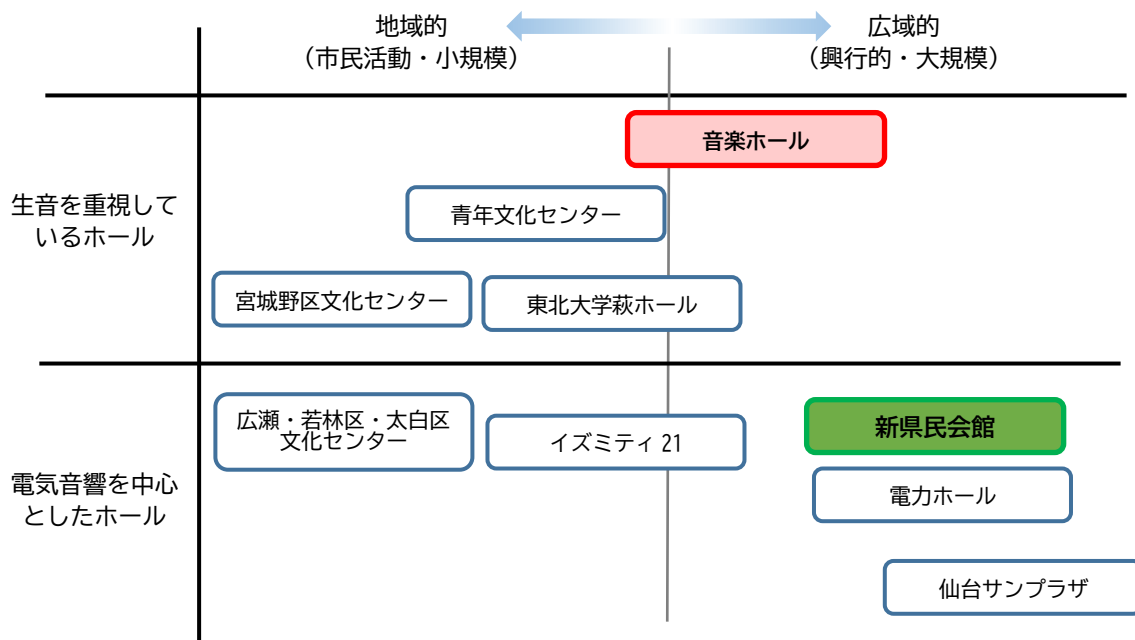 地域的
（市民活動・小規模）
広域的
（興行的・大規模）
音楽ホール
生音を重視して
いるホール
青年文化センター
宮城野区文化センター
東北大学萩ホール
広瀬・若林区・太白区
文化センター
イズミティ 21
新県民会館
電気音響を中心
としたホール
電力ホール
仙台サンプラザ